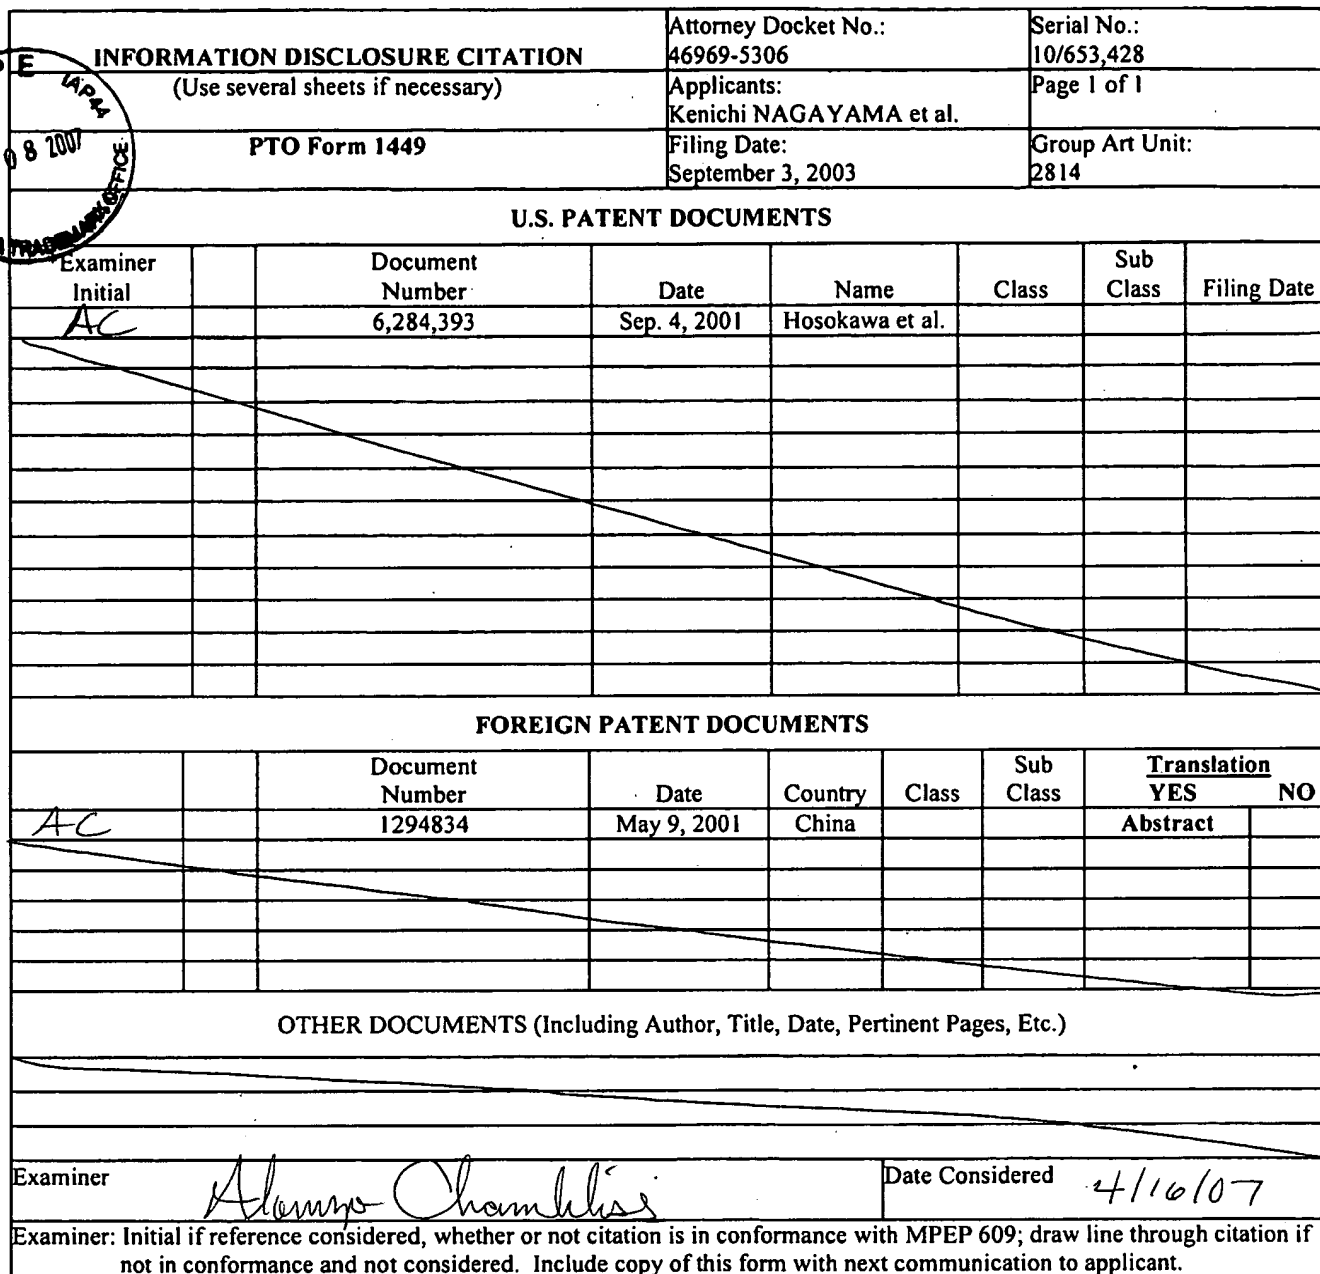 INFORMATION DISCLOSURE CITATION
(Use several sheets if necessary)
PTO Form 1449
Attorney Docket No.:
46969-5306
Serial No.:
10/653,428
Applicants:
Kenichi NAGAYAMA et al.
Page 1 of 1
Filing Date:
September 3, 2003
Group Art Unit:
2814
IAP44
08 2007
TRADEMARK OFFICE
U.S. PATENT DOCUMENTS
Examiner Initial Document Number Date Name Class Sub Class Filing Date
AC 6,284,393 Sep. 4, 2001 Hosokawa et al.
FOREIGN PATENT DOCUMENTS
Document Number Date Country Class Sub Class Translation YES NO
AC 1294834 May 9, 2001 China Abstract
OTHER DOCUMENTS (Including Author, Title, Date, Pertinent Pages, Etc.)
Examiner Alonzo Chambliss Date Considered 4/16/07
Examiner: Initial if reference considered, whether or not citation is in conformance with MPEP 609; draw line through citation if
not in conformance and not considered. Include copy of this form with next communication to applicant.